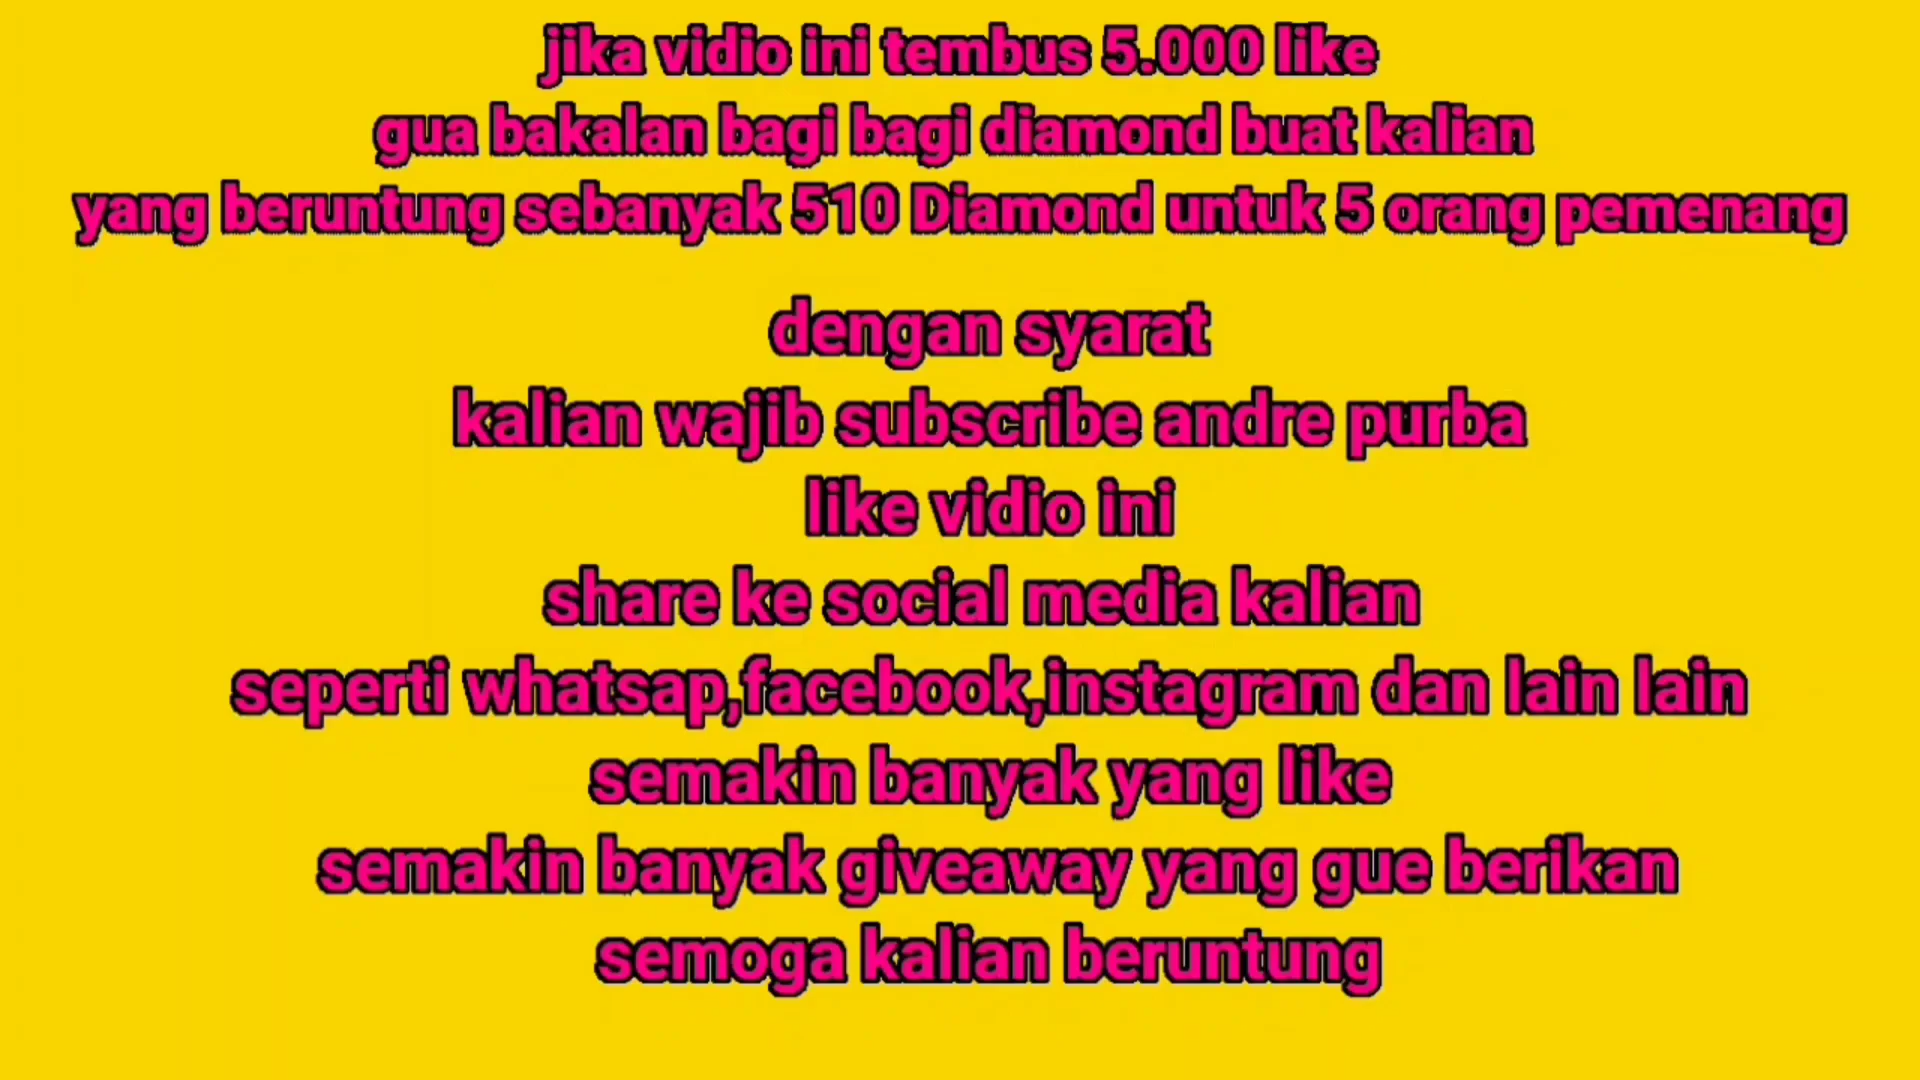 jika vidio ini tembus 5.000 like
gua bakalan bagi bagi diamond buat kalian
yang beruntung sebanyak 510 Diamond untuk 5 orang pemenang
dengan syarat
kalian wajib subscribe andre purba
like vidio ini
share ke social media kalian
seperti whatsap,facebook,instagram dan lain lain
semakin banyak yang like
semakin banyak giveaway yang gue berikan
semoga kalian beruntung